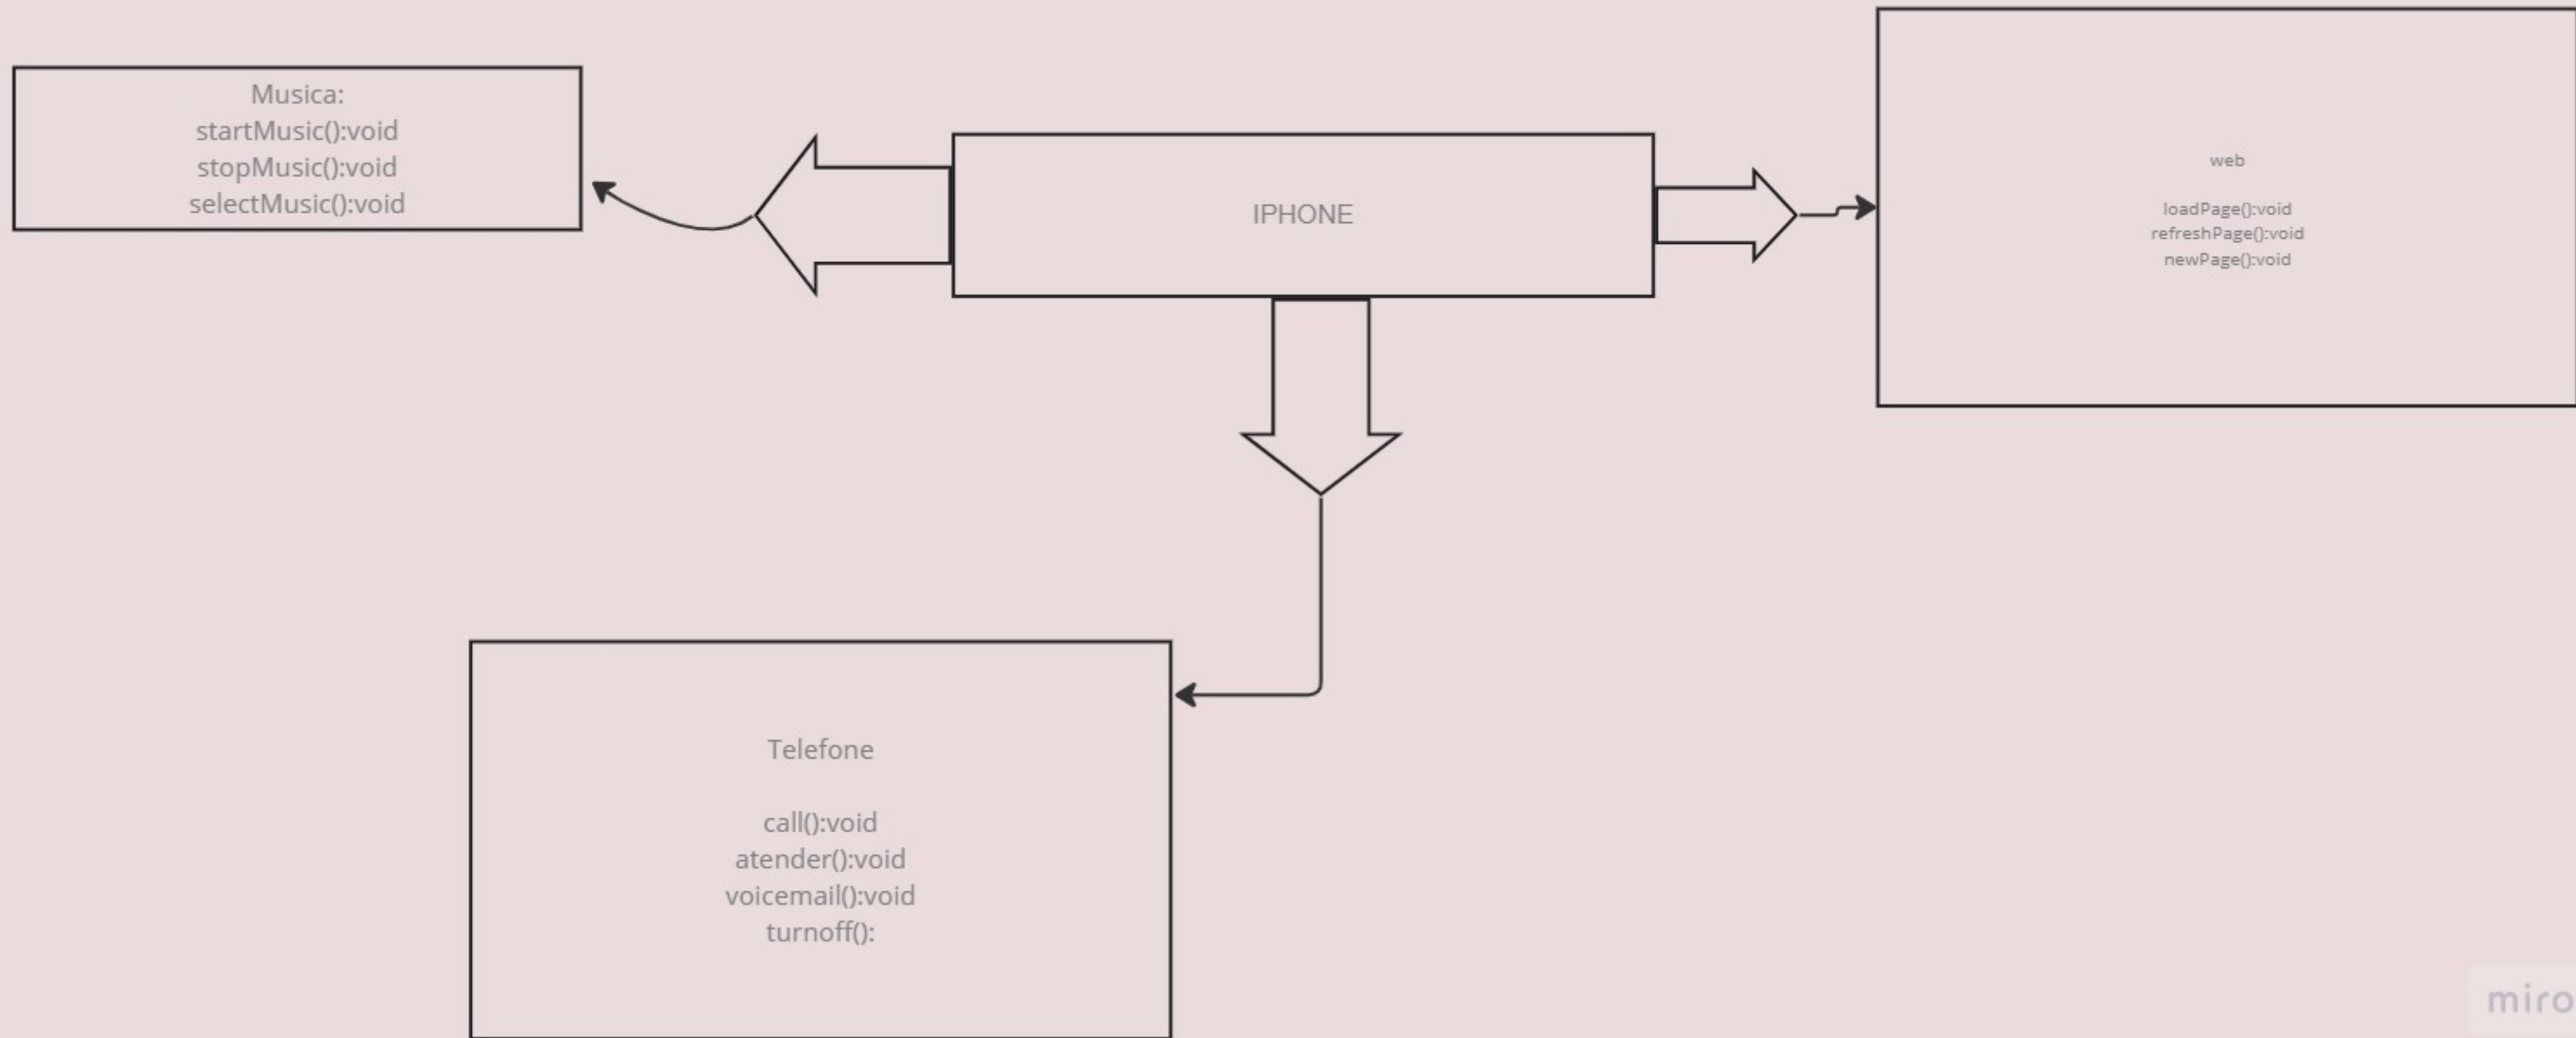 Musica:
startMusic():void
stopMusic():void
selectMusic():void
IPHONE
web
loadPage():void
refreshPage():void
newPage():void
Telefone
call():void
atender():void
voicemail():void
turnoff():
miro